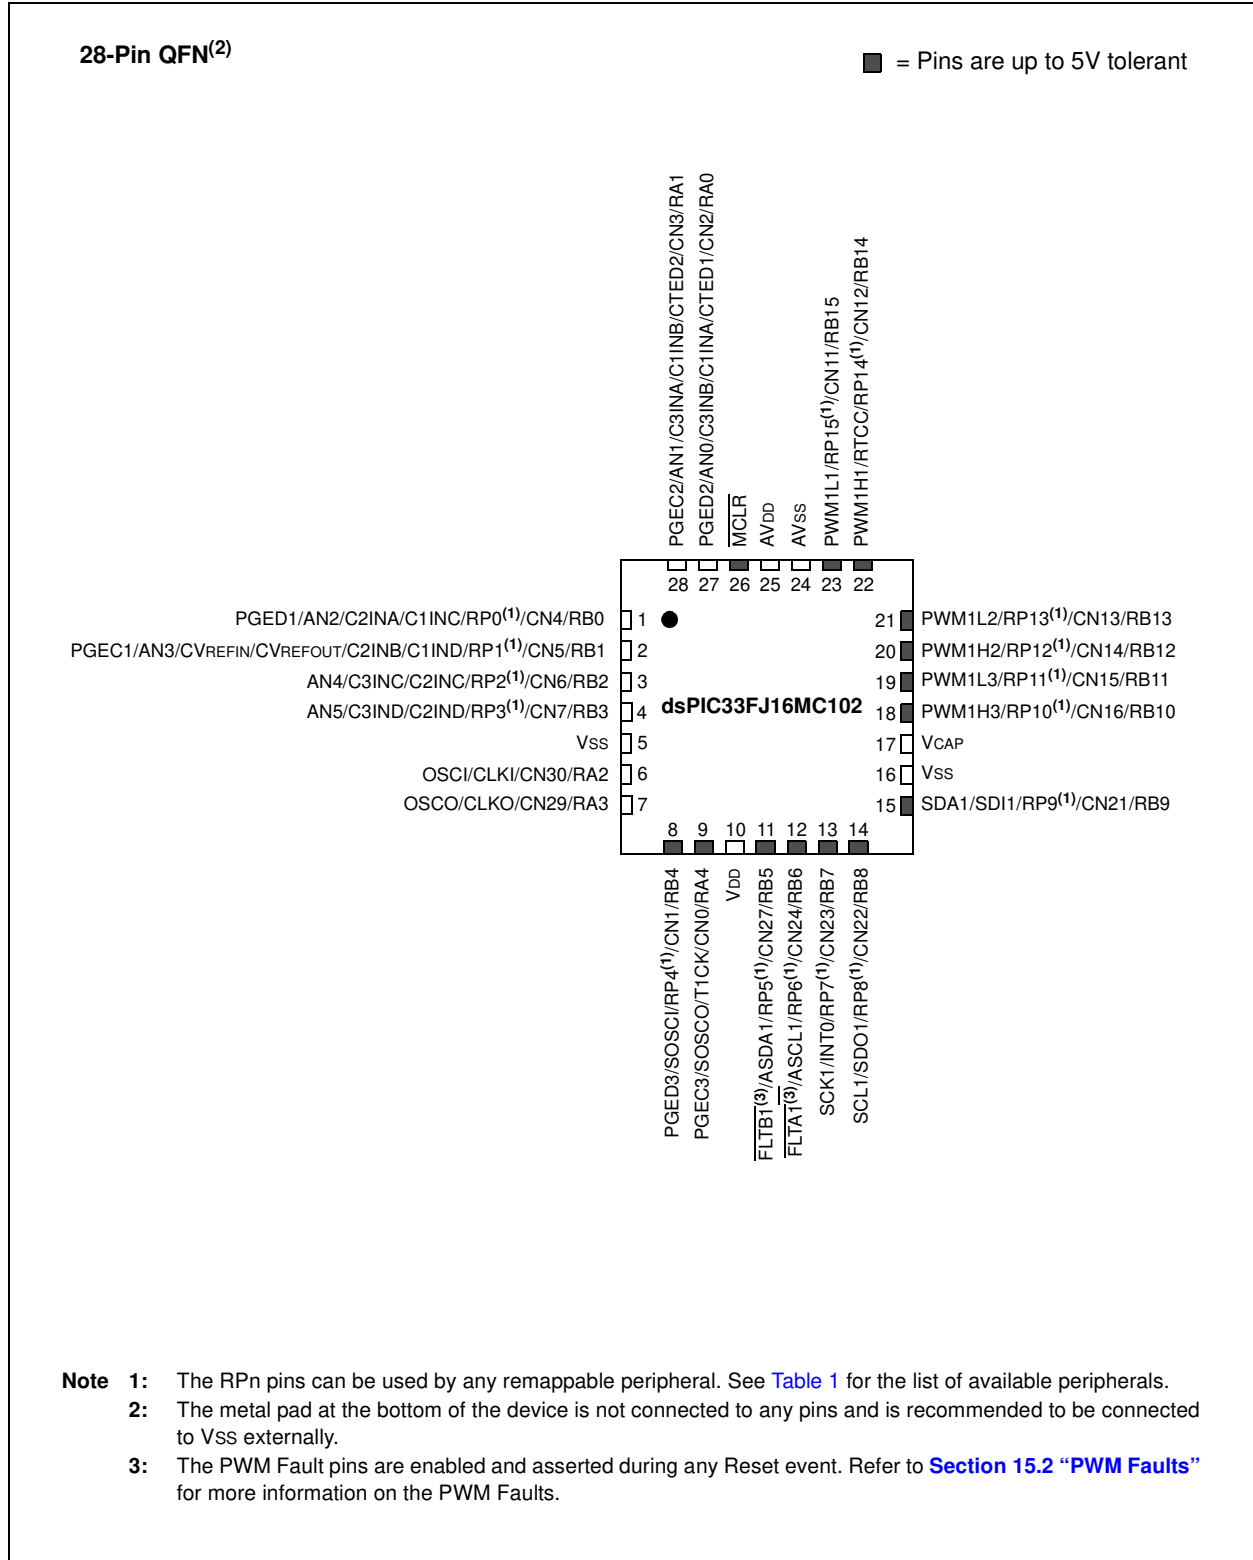 28-Pin QFN(2)
= Pins are up to 5V tolerant
PGEC2/AN1/C3INA/C1INB/CTED2/CN3/RA1
PGED2/AN0/C3INB/C1INA/CTED1/CN2/RA0
MCLR
AVDD
AVSS
PWM1L1/RP15(1)/CN11/RB15
PWM1H1/RTCC/RP14(1)/CN12/RB14
28 27 26 25 24 23 22
PGED1/AN2/C2INA/C1INC/RP0(1)/CN4/RB0 1
PGEC1/AN3/CVREFIN/CVREFOUT/C2INB/C1IND/RP1(1)/CN5/RB1 2
AN4/C3INC/C2INC/RP2(1)/CN6/RB2 3
AN5/C3IND/C2IND/RP3(1)/CN7/RB3 4
VSS 5
OSCI/CLKI/CN30/RA2 6
OSCO/CLKO/CN29/RA3 7
dsPIC33FJ16MC102
21 PWM1L2/RP13(1)/CN13/RB13
20 PWM1H2/RP12(1)/CN14/RB12
19 PWM1L3/RP11(1)/CN15/RB11
18 PWM1H3/RP10(1)/CN16/RB10
17 VCAP
16 VSS
15 SDA1/SDI1/RP9(1)/CN21/RB9
8 9 10 11 12 13 14
PGED3/SOSCI/RP4(1)/CN1/RB4
PGEC3/SOSCO/T1CK/CN0/RA4
VDD
FLTB1(3)/ASDA1/RP5(1)/CN27/RB5
FLTA1(3)/ASCL1/RP6(1)/CN24/RB6
SCK1/INT0/RP7(1)/CN23/RB7
SCL1/SDO1/RP8(1)/CN22/RB8
Note 1: The RPn pins can be used by any remappable peripheral. See Table 1 for the list of available peripherals.
2: The metal pad at the bottom of the device is not connected to any pins and is recommended to be connected
to VSS externally.
3: The PWM Fault pins are enabled and asserted during any Reset event. Refer to Section 15.2 “PWM Faults”
for more information on the PWM Faults.